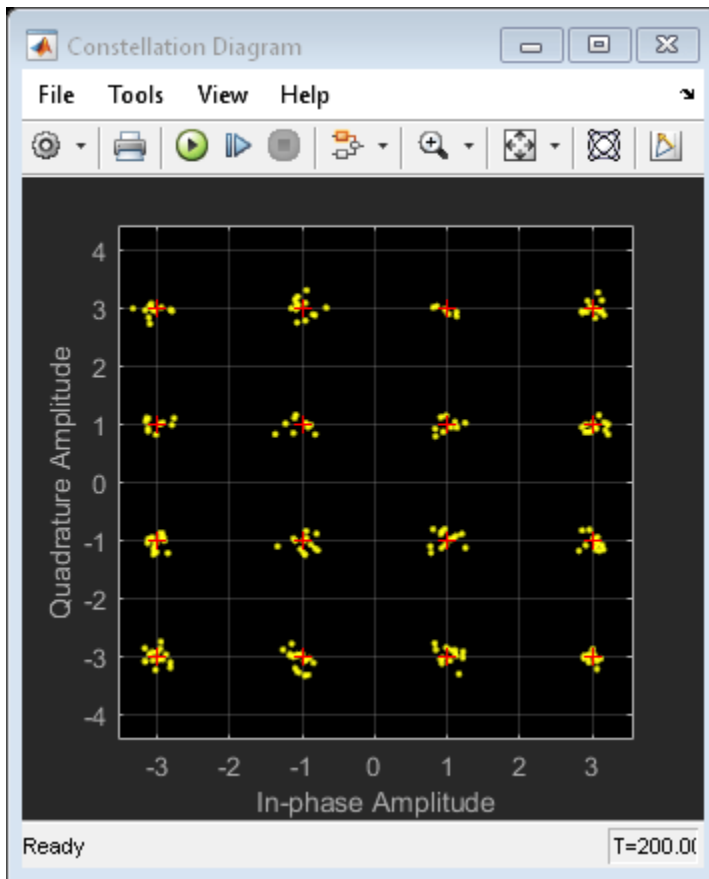 Constellation Diagram
File Tools View Help
4
3
2
1
0
-1
-2
-3
-4
Quadrature Amplitude
-3 -2 -1 0 1 2 3
In-phase Amplitude
Ready T=200.00